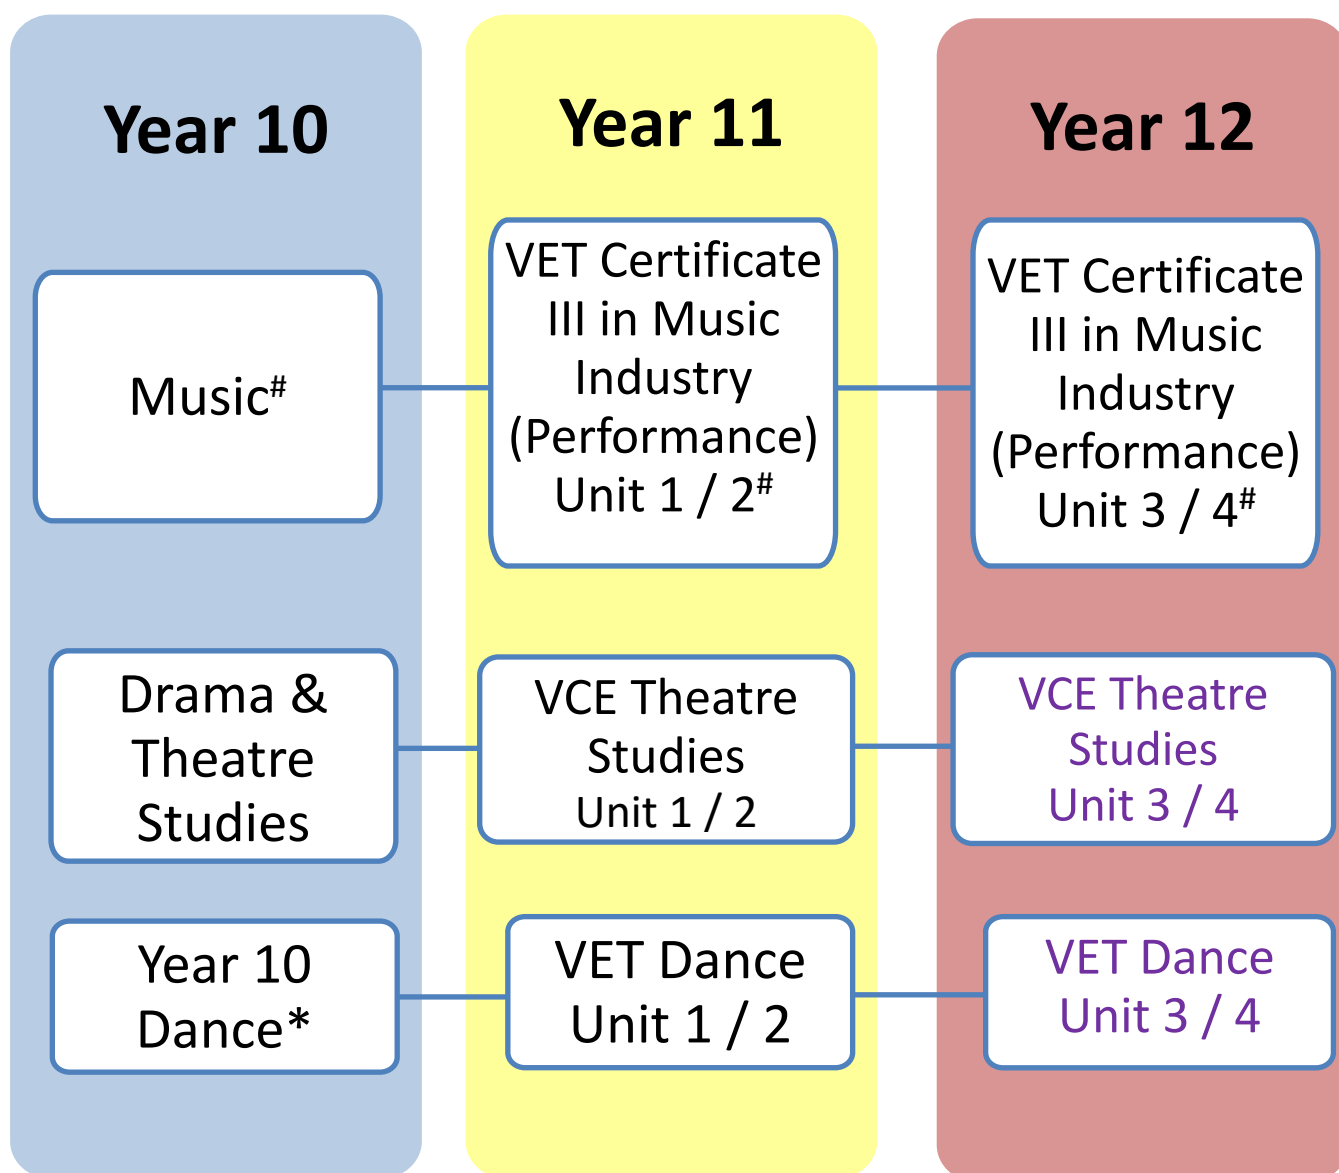 Year 10
Year 11
Year 12
Music#
VET Certificate
III in Music
Industry
(Performance)
Unit 1 / 2#
VET Certificate
III in Music
Industry
(Performance)
Unit 3 / 4#
Drama &
Theatre
Studies
VCE Theatre
Studies
Unit 1 / 2
VCE Theatre
Studies
Unit 3 / 4
Year 10
Dance*
VET Dance
Unit 1 / 2
VET Dance
Unit 3 / 4